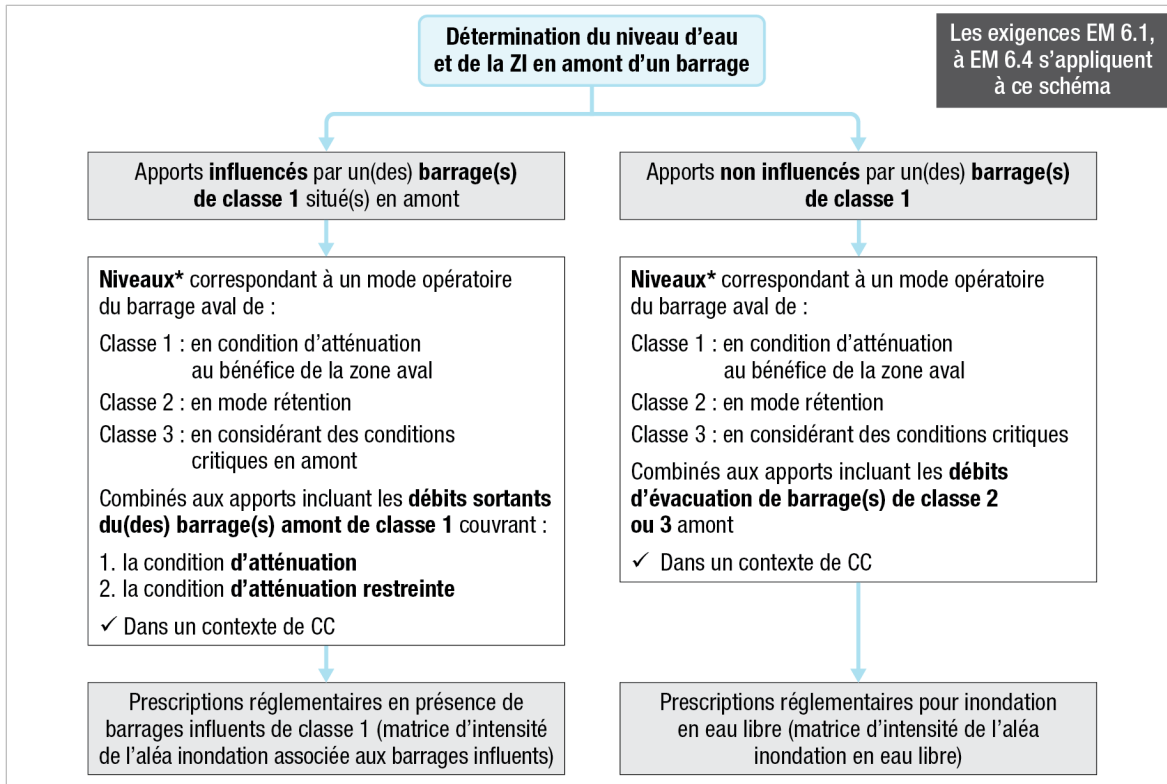 Détermination du niveau d'eau
et de la ZI en amont d'un barrage
Les exigences EM 6.1,
à EM 6.4 s'appliquent
à ce schéma
Apports influencés par un(des) barrage(s)
de classe 1 situé(s) en amont
Apports non influencés par un(des) barrage(s)
de classe 1
Niveaux* correspondant à un mode opératoire
du barrage aval de :
Classe 1 : en condition d'atténuation
au bénéfice de la zone aval
Classe 2 : en mode rétention
Classe 3 : en considérant des conditions
critiques en amont
Combinés aux apports incluant les débits sortants
du(des) barrage(s) amont de classe 1 couvrant :
1. la condition d'atténuation
2. la condition d'atténuation restreinte
✓ Dans un contexte de CC
Niveaux* correspondant à un mode opératoire
du barrage aval de :
Classe 1 : en condition d'atténuation
au bénéfice de la zone aval
Classe 2 : en mode rétention
Classe 3 : en considérant des conditions critiques
Combinés aux apports incluant les débits
d'évacuation de barrage(s) de classe 2
ou 3 amont
✓ Dans un contexte de CC
Prescriptions réglementaires en présence de
barrages influents de classe 1 (matrice d'intensité
de l'aléa inondation associée aux barrages influents)
Prescriptions réglementaires pour inondation
en eau libre (matrice d'intensité de l'aléa
inondation en eau libre)